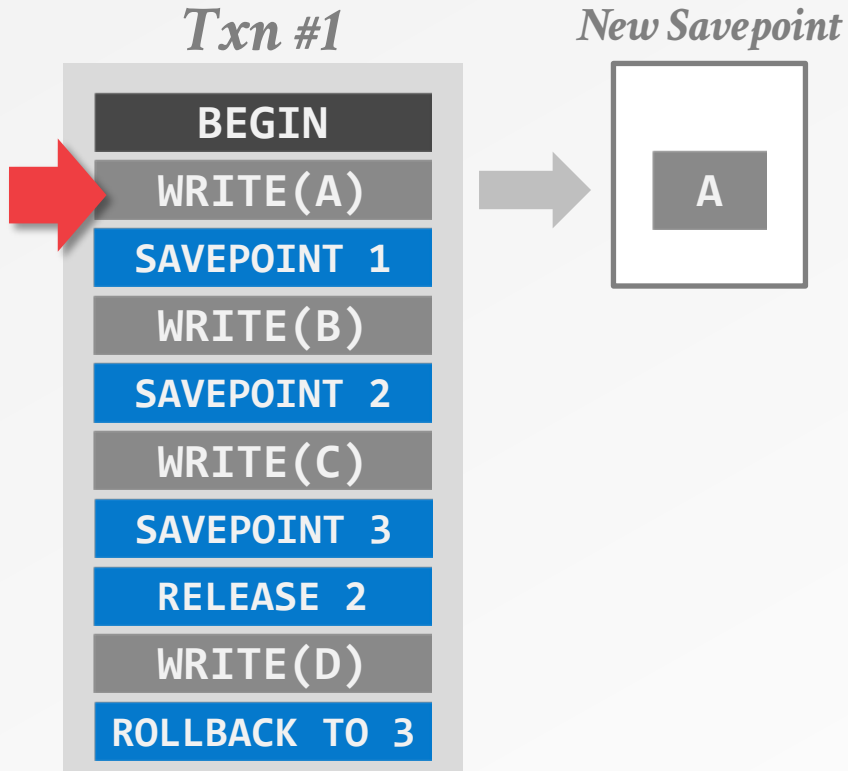 Txn #1
New Savepoint
BEGIN
WRITE(A)
A
SAVEPOINT 1
WRITE(B)
SAVEPOINT 2
WRITE(C)
SAVEPOINT 3
RELEASE 2
WRITE(D)
ROLLBACK TO 3